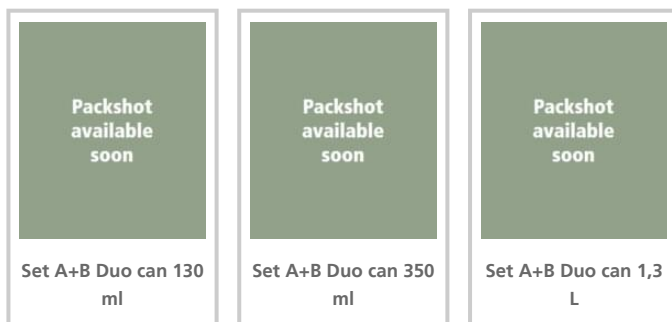 Packshot
available
soon
Packshot
available
soon
Packshot
available
soon
Set A+B Duo can 130
ml
Set A+B Duo can 350
ml
Set A+B Duo can 1,3
L